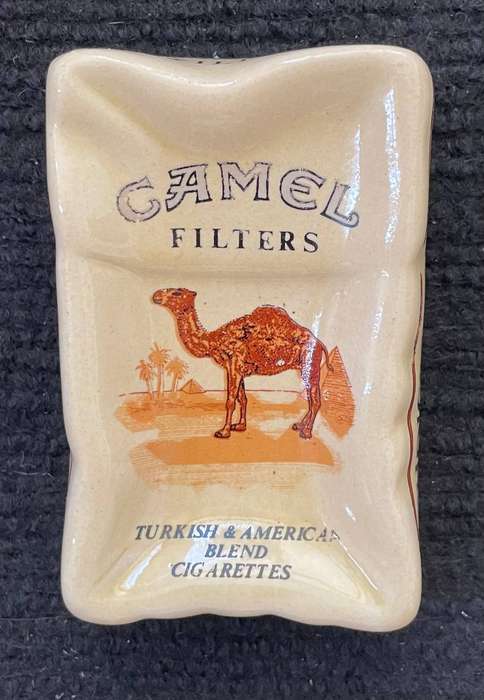 CAMEL
FILTERS
TURKISH & AMERICAN
BLEND
CIGARETTES